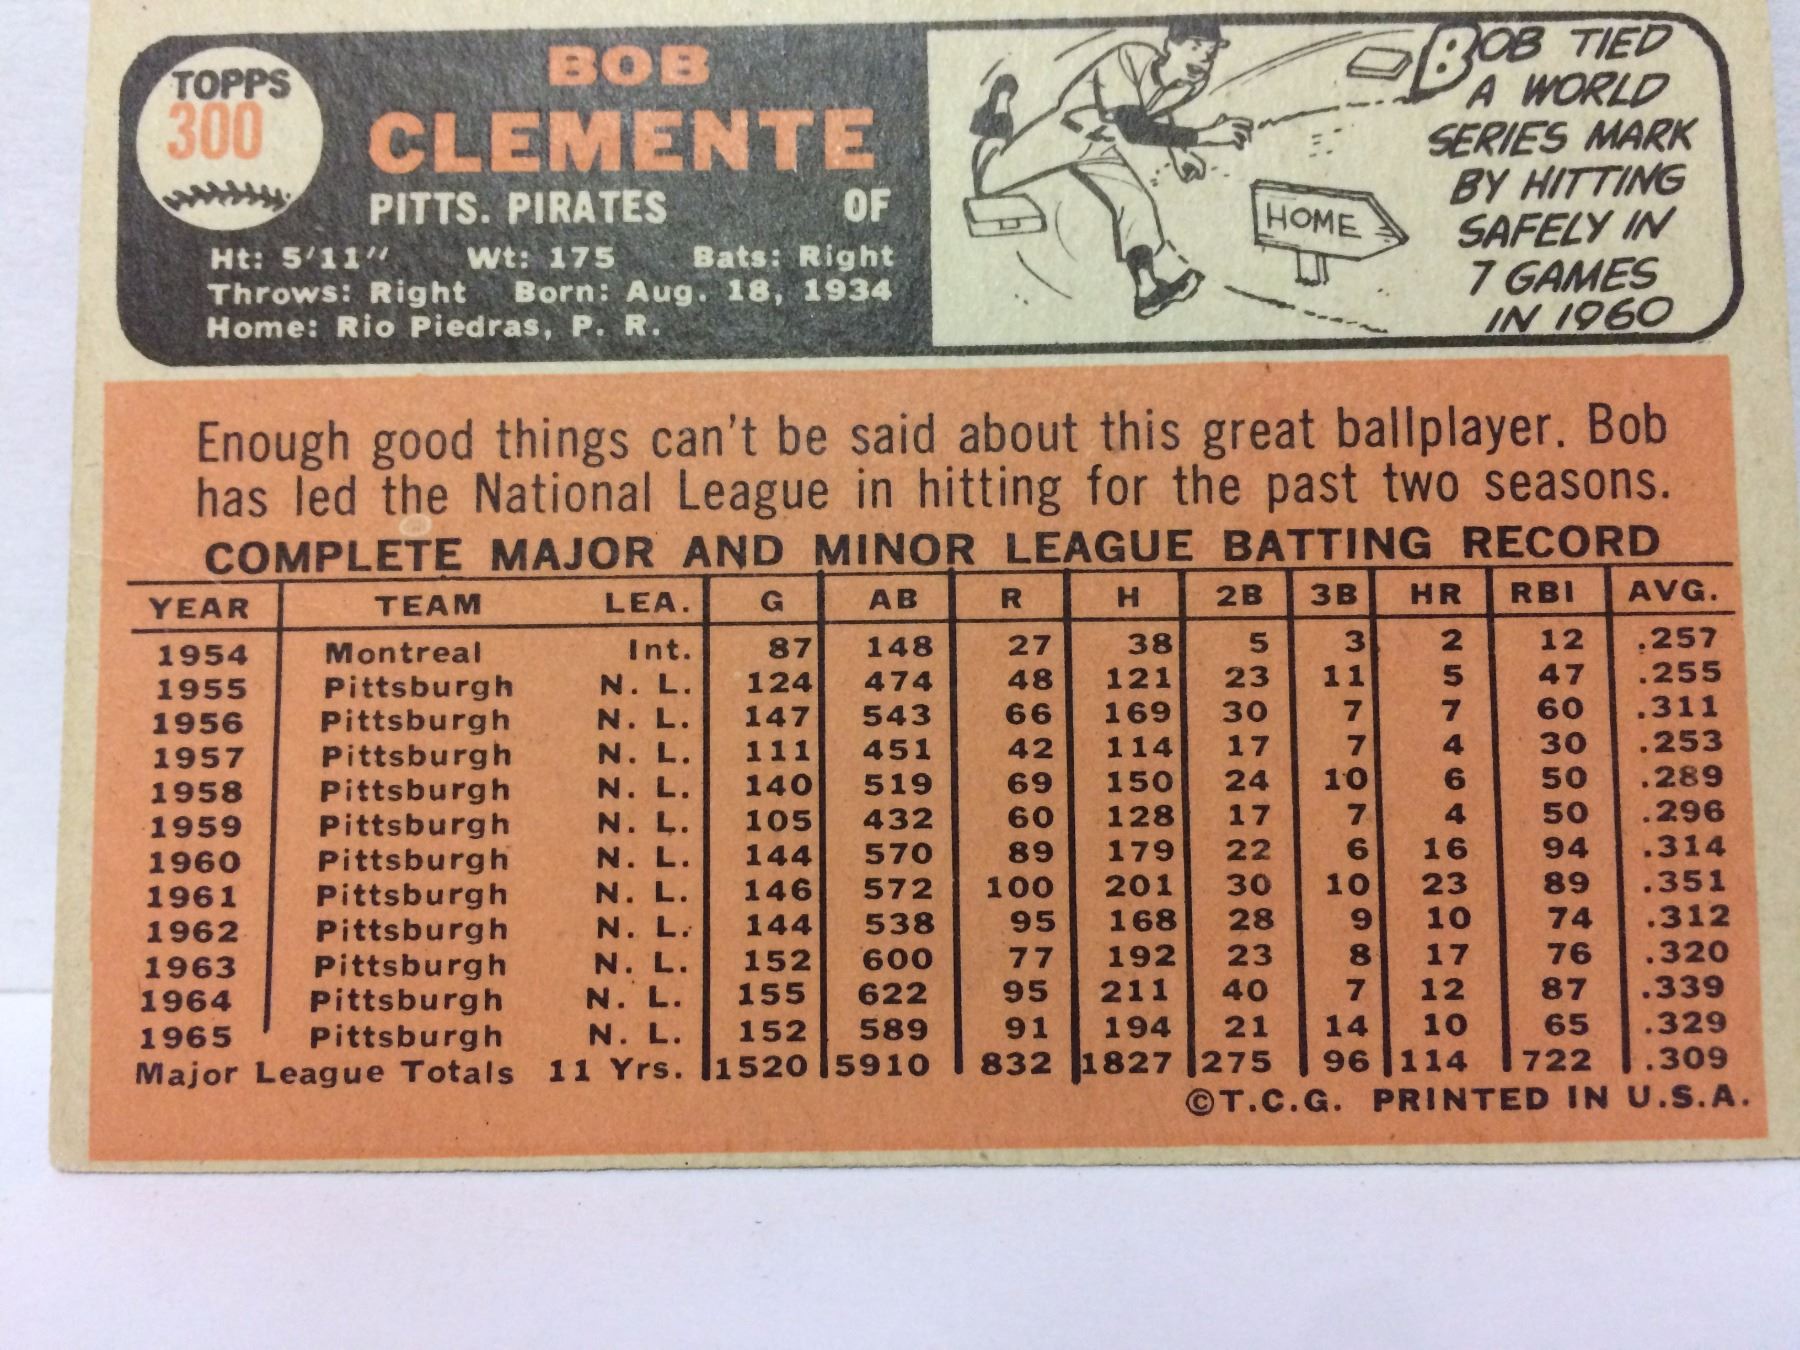 TOPPS
300
BOB
CLEMENTE
PITTS. PIRATES OF
Ht: 5'11" Wt: 175 Bats: Right
Throws: Right Born: Aug. 18, 1934
Home: Rio Piedras, P. R.
HOME
BOB TIED
A WORLD
SERIES MARK
BY HITTING
SAFELY IN
7 GAMES
IN 1960
Enough good things can't be said about this great ballplayer. Bob
has led the National League in hitting for the past two seasons.
COMPLETE MAJOR AND MINOR LEAGUE BATTING RECORD
YEAR TEAM LEA. G AB R H 2B 3B HR RBI AVG.
1954 Montreal Int. 87 148 27 38 5 3 2 12 .257
1955 Pittsburgh N. L. 124 474 48 121 23 11 5 47 .255
1956 Pittsburgh N. L. 147 543 66 169 30 7 7 60 .311
1957 Pittsburgh N. L. 111 451 42 114 17 7 4 30 .253
1958 Pittsburgh N. L. 140 519 69 150 24 10 6 50 .289
1959 Pittsburgh N. L. 105 432 60 128 17 7 4 50 .296
1960 Pittsburgh N. L. 144 570 89 179 22 6 16 94 .314
1961 Pittsburgh N. L. 146 572 100 201 30 10 23 89 .351
1962 Pittsburgh N. L. 144 538 95 168 28 9 10 74 .312
1963 Pittsburgh N. L. 152 600 77 192 23 8 17 76 .320
1964 Pittsburgh N. L. 155 622 95 211 40 7 12 87 .339
1965 Pittsburgh N. L. 152 589 91 194 21 14 10 65 .329
Major League Totals 11 Yrs. 1520 5910 832 1827 275 96 114 722 .309
©T.C.G. PRINTED IN U.S.A.